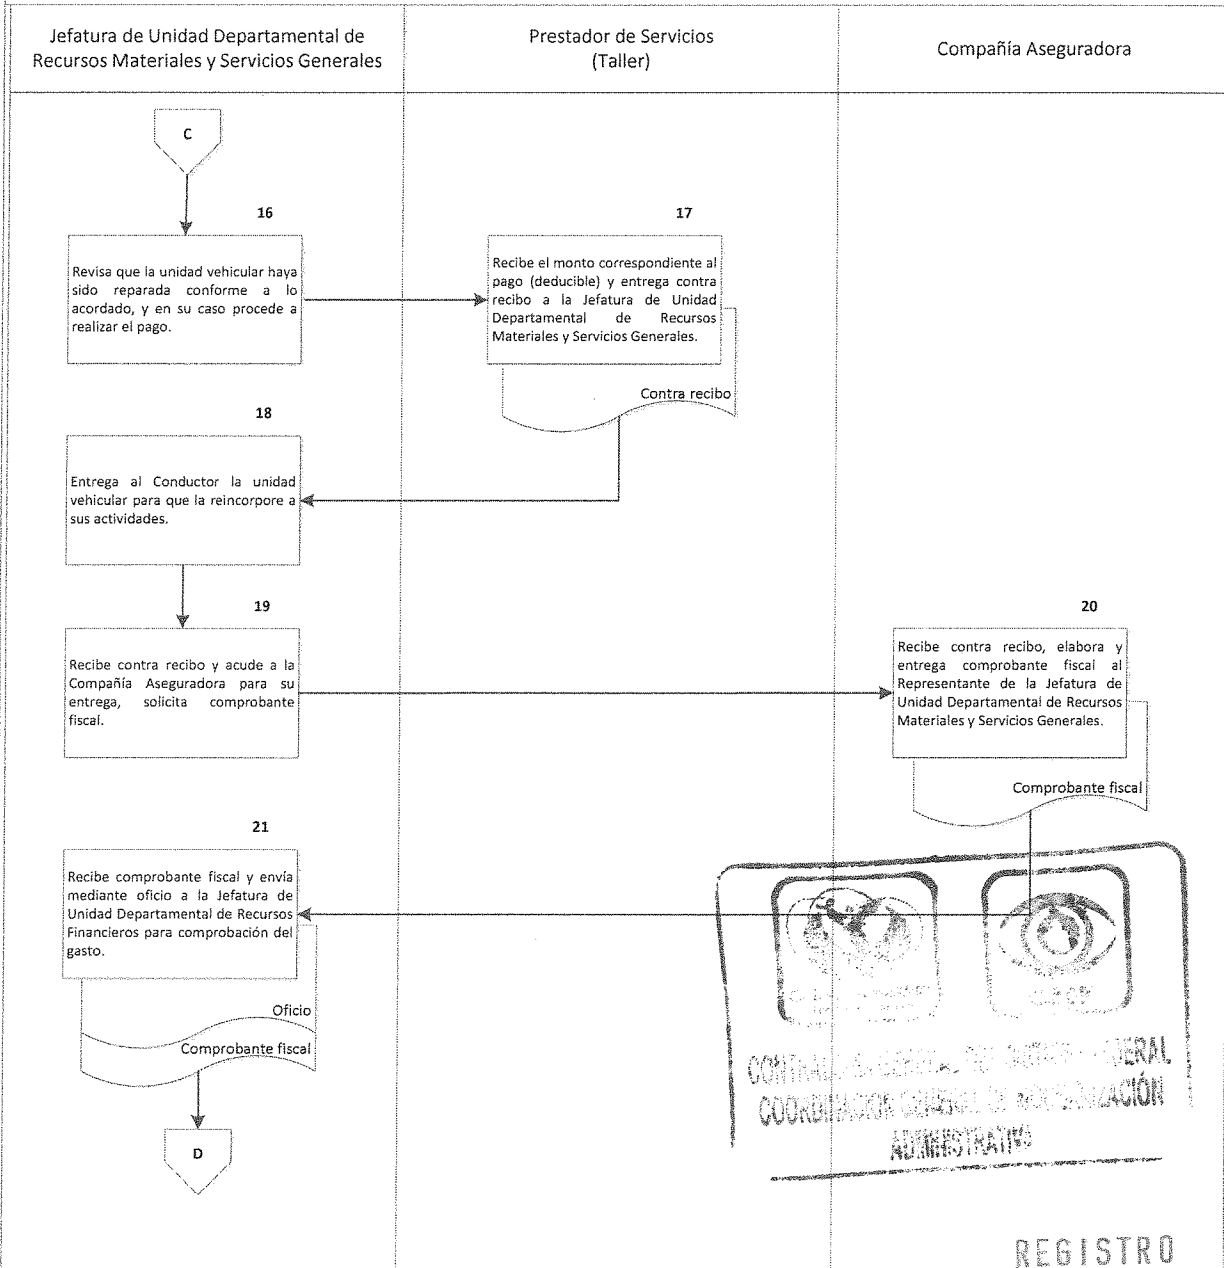 Jefatura de Unidad Departamental de
Recursos Materiales y Servicios Generales
Prestador de Servicios
(Taller)
Compañía Aseguradora
C
16
Revisa que la unidad vehicular haya
sido reparada conforme a lo
acordado, y en su caso procede a
realizar el pago.
17
Recibe el monto correspondiente al
pago (deducible) y entrega contra
recibo a la Jefatura de Unidad
Departamental de Recursos
Materiales y Servicios Generales.
Contra recibo
18
Entrega al Conductor la unidad
vehicular para que la reincorpore a
sus actividades.
19
Recibe contra recibo y acude a la
Compañía Aseguradora para su
entrega, solicita comprobante
fiscal.
20
Recibe contra recibo, elabora y
entrega comprobante fiscal al
Representante de la Jefatura de
Unidad Departamental de Recursos
Materiales y Servicios Generales.
Comprobante fiscal
21
Recibe comprobante fiscal y envía
mediante oficio a la Jefatura de
Unidad Departamental de Recursos
Financieros para comprobación del
gasto.
Oficio
Comprobante fiscal
D
GENERAL
COORDINACIÓN GENERAL DE MODERNIZACIÓN
ADMINISTRATIVA
REGISTRO